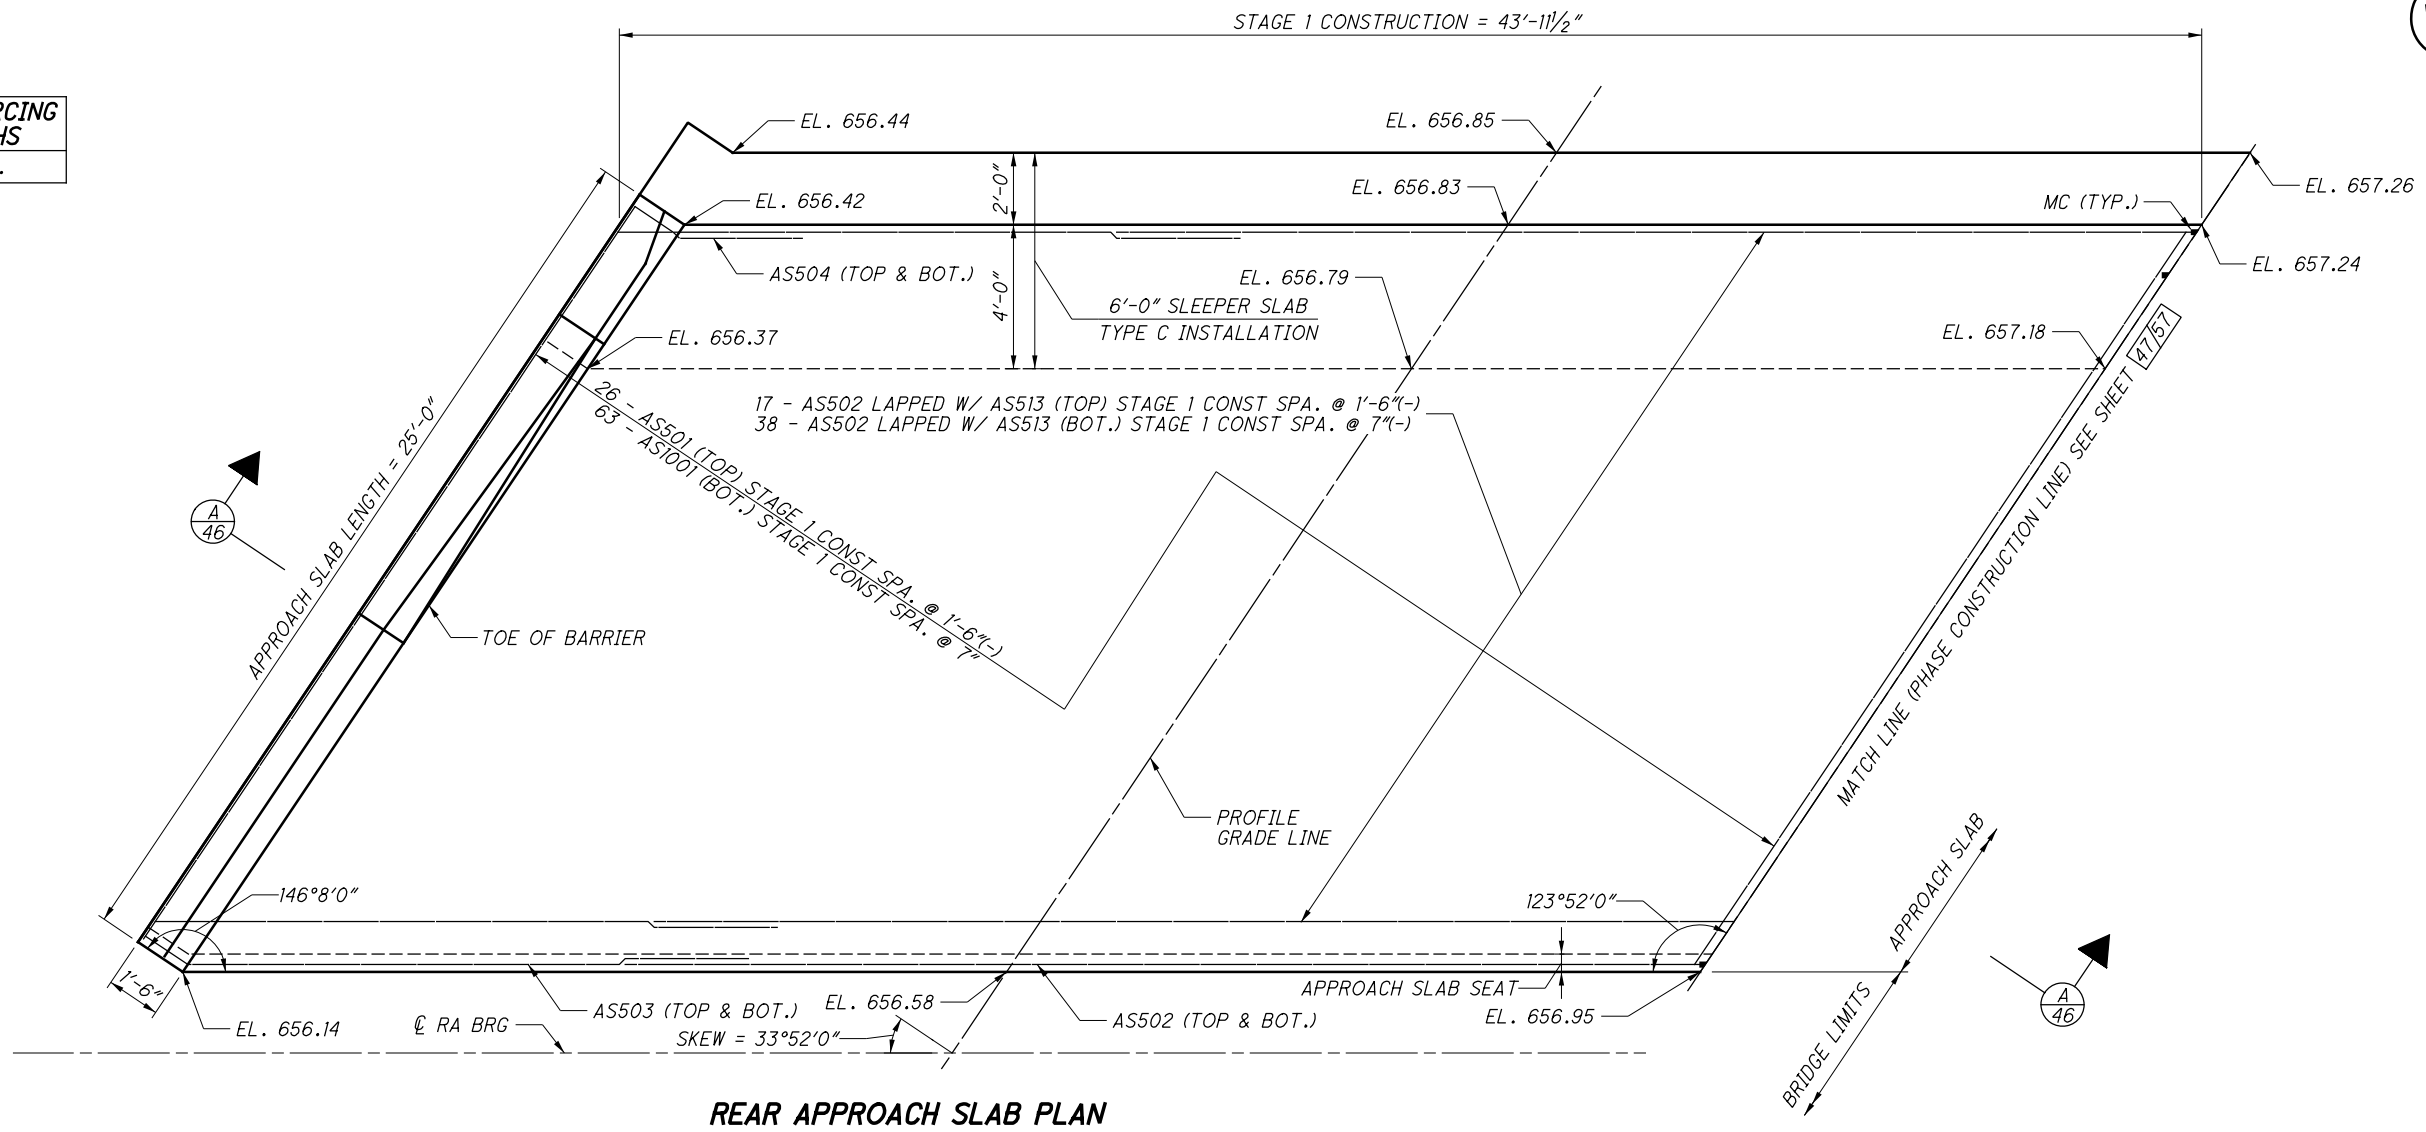 STAGE 1 CONSTRUCTION = 43'-11½"
RCING
HS
.
EL. 656.44
EL. 656.85
EL. 657.26
EL. 656.42
2'-0"
EL. 656.83
MC (TYP.)
AS504 (TOP & BOT.)
4'-0"
EL. 656.79
EL. 657.24
6'-0" SLEEPER SLAB
TYPE C INSTALLATION
EL. 656.37
EL. 657.18
47/57
17 - AS502 LAPPED W/ AS513 (TOP) STAGE 1 CONST SPA. @ 1'-6"(-)
38 - AS502 LAPPED W/ AS513 (BOT.) STAGE 1 CONST SPA. @ 7"(-)
26 - AS501 (TOP) STAGE 1 CONST SPA. @ 1'-6"(-)
63 - AS1001 (BOT.) STAGE 1 CONST SPA. @ 7"
APPROACH SLAB LENGTH = 25'-0"
MATCH LINE (PHASE CONSTRUCTION LINE) SEE SHEET
A
46
TOE OF BARRIER
PROFILE
GRADE LINE
146°8'0"
123°52'0"
APPROACH SLAB
1'-6"
AS503 (TOP & BOT.)
EL. 656.58
APPROACH SLAB SEAT
EL. 656.14
℄ RA BRG
SKEW = 33°52'0"
AS502 (TOP & BOT.)
EL. 656.95
BRIDGE LIMITS
A
46
REAR APPROACH SLAB PLAN